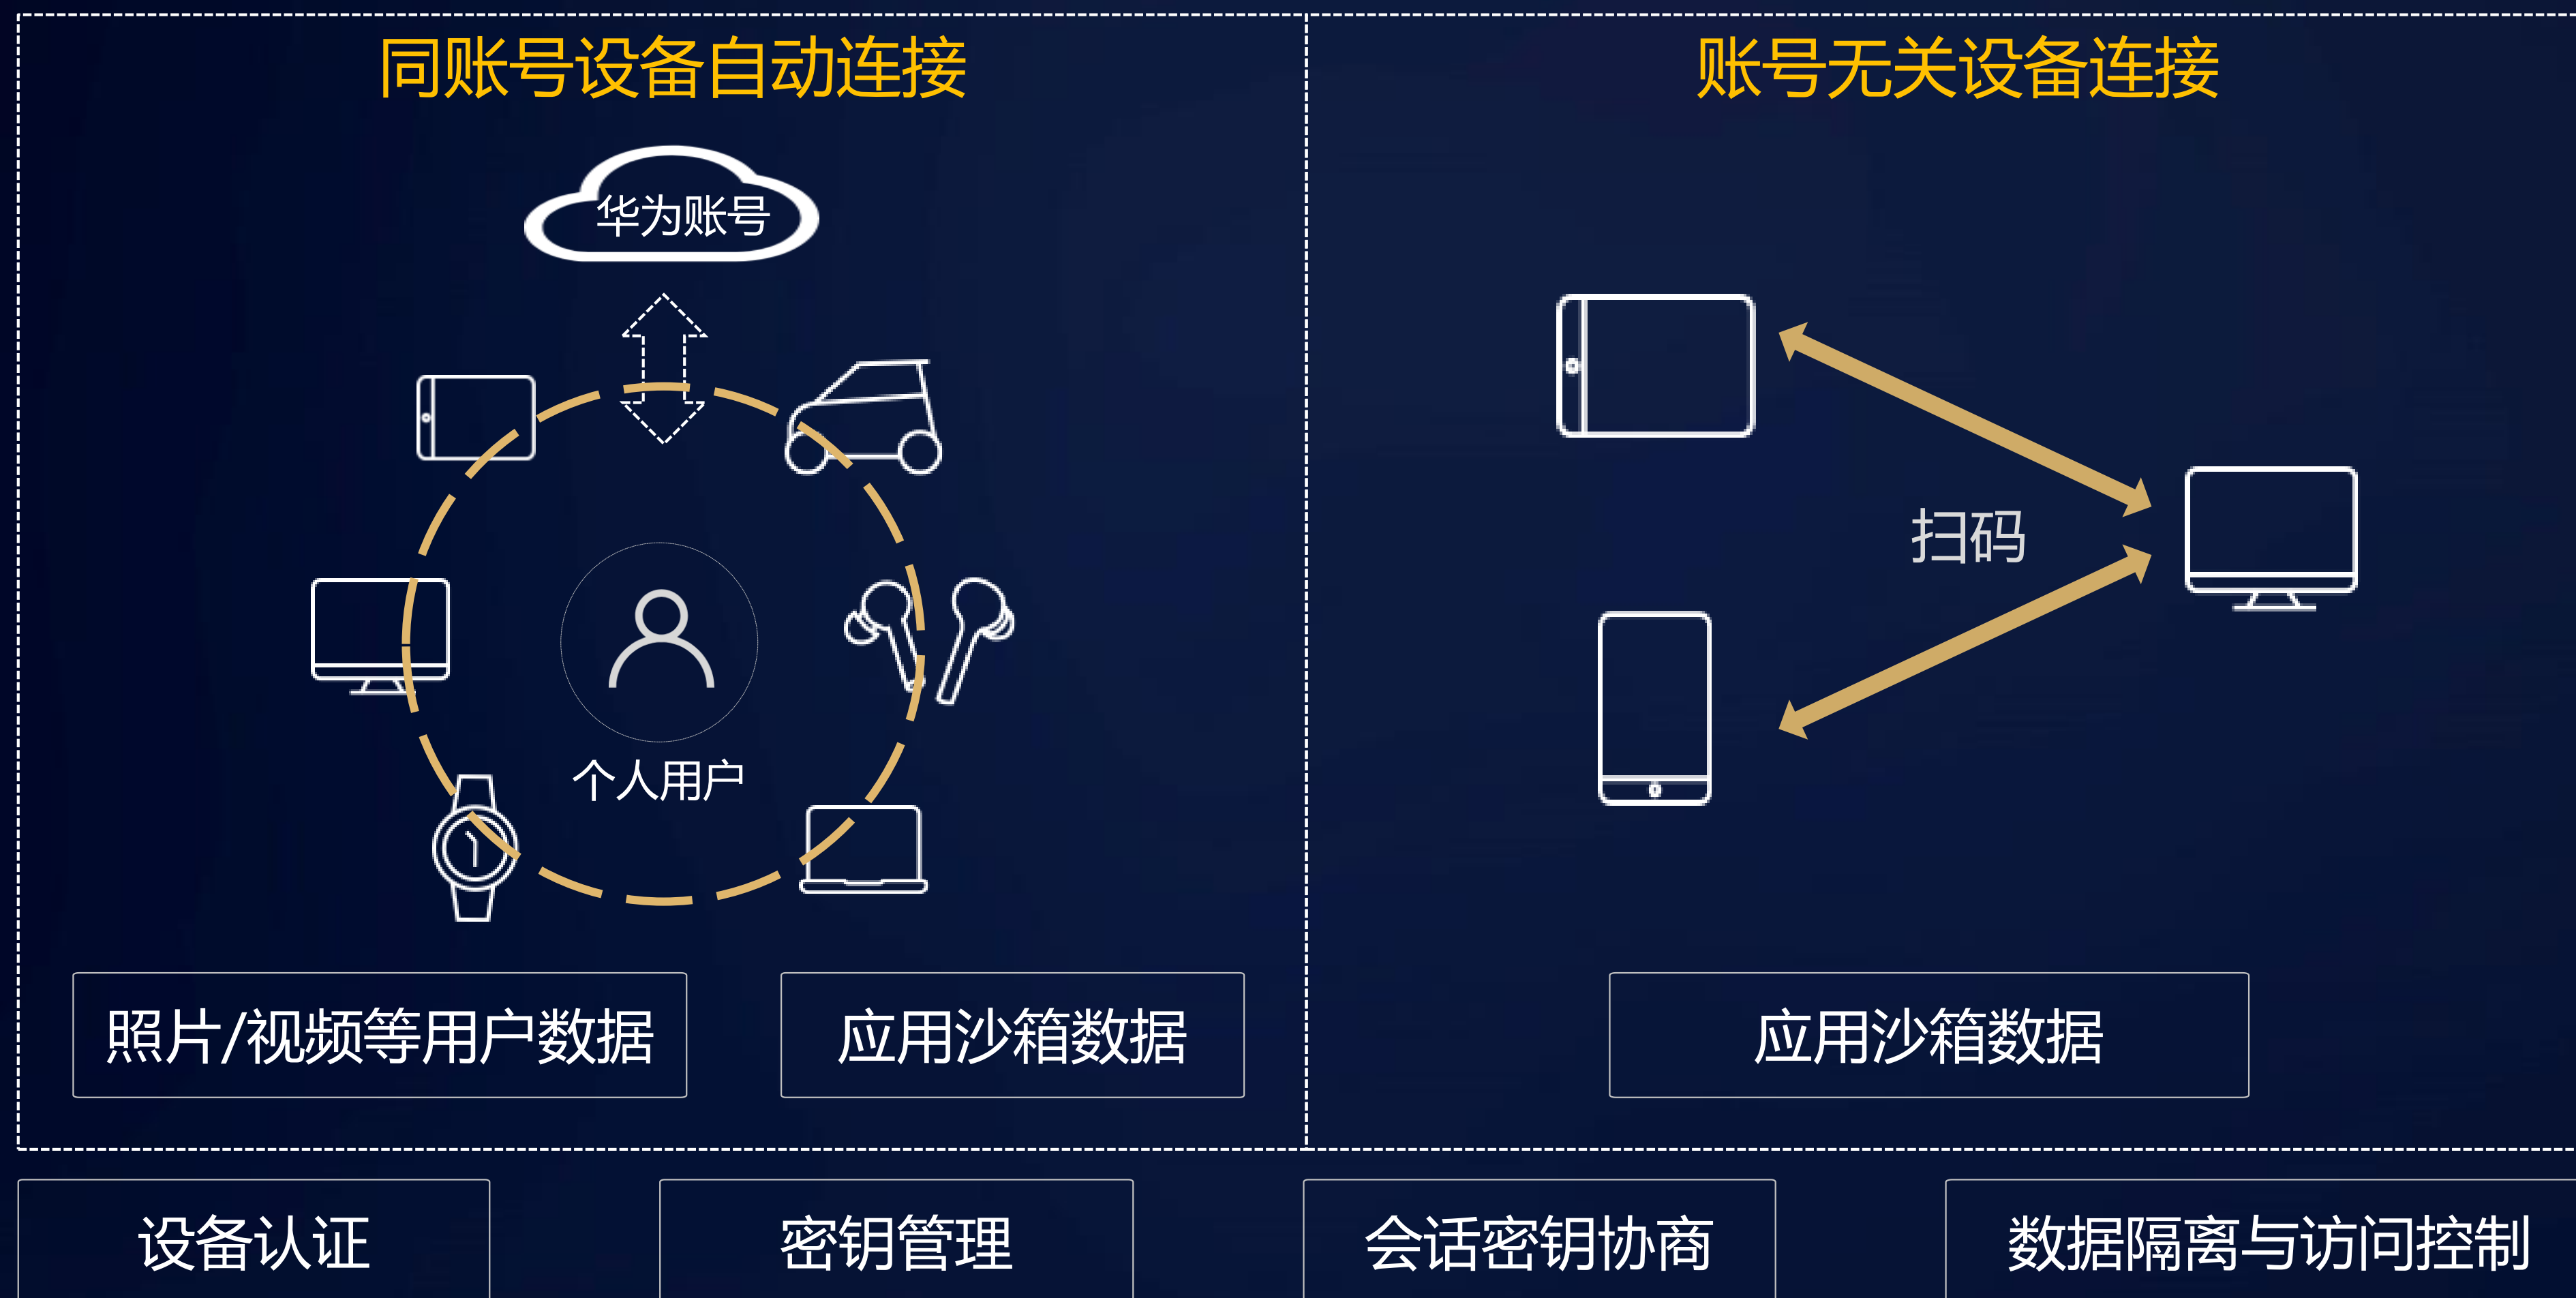 同账号设备自动连接
账号无关设备连接
华为账号
个人用户
扫码
照片/视频等用户数据
应用沙箱数据
应用沙箱数据
设备认证
密钥管理
会话密钥协商
数据隔离与访问控制